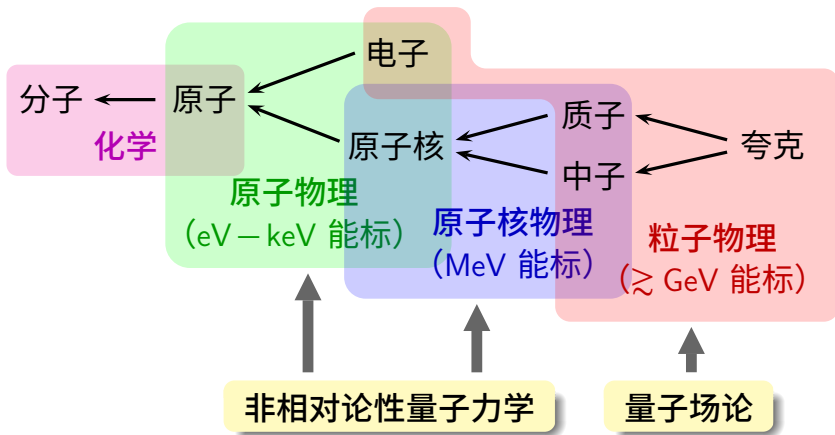 电子
分子
原子
质子
化学
原子核
夸克
中子
原子物理
（eV – keV 能标）
原子核物理
（MeV 能标）
粒子物理
（≳ GeV 能标）
非相对论性量子力学
量子场论